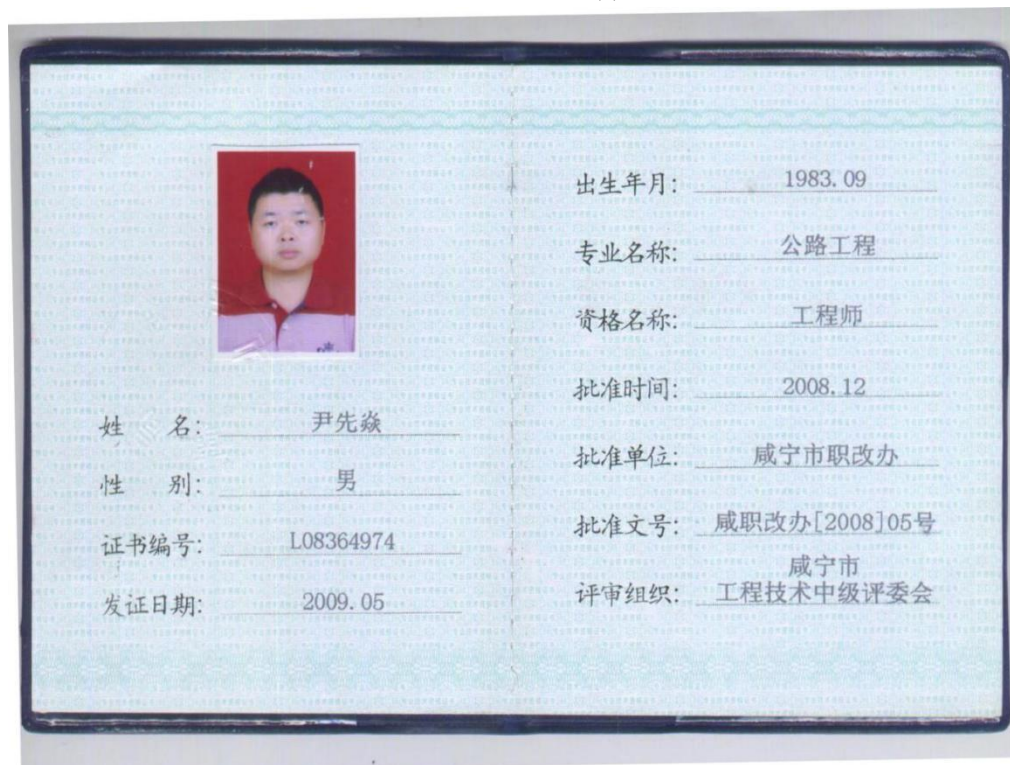 姓 名: 尹先焱
性 别: 男
证书编号: L08364974
发证日期: 2009.05
出生年月: 1983.09
专业名称: 公路工程
资格名称: 工程师
批准时间: 2008.12
批准单位: 咸宁市职改办
批准文号: 咸职改办[2008]05号
评审组织: 咸宁市
工程技术中级评委会